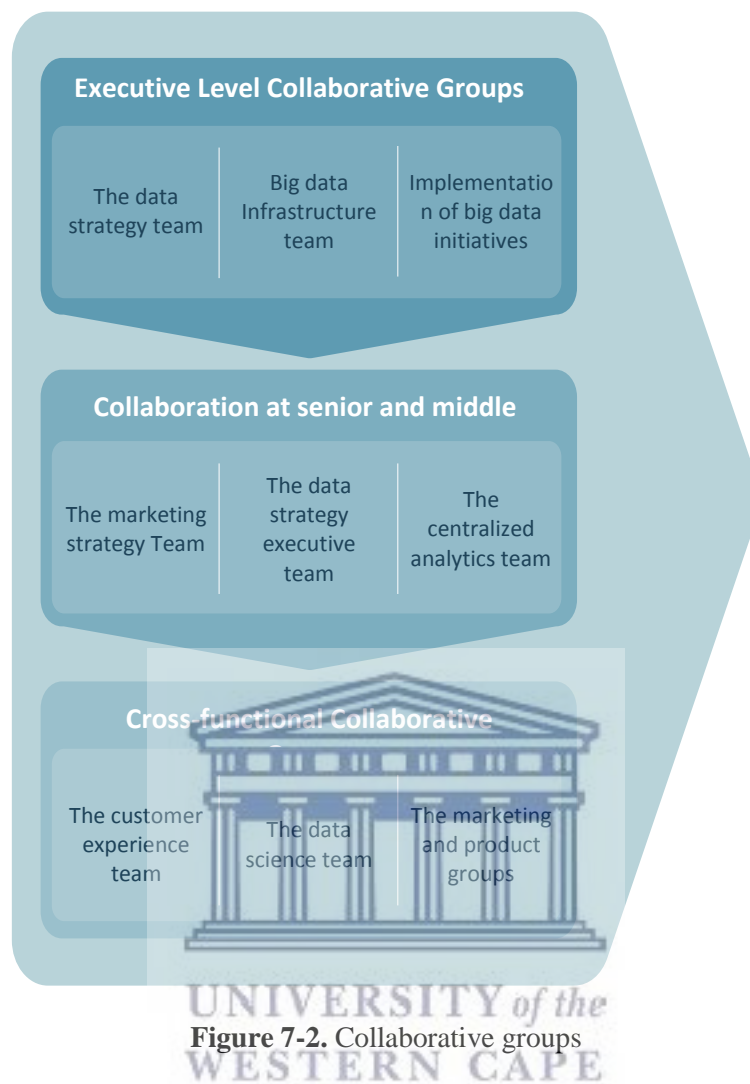 Executive Level Collaborative Groups
The data
strategy team
Big data
Infrastructure
team
Implementatio
n of big data
initiatives
Collaboration at senior and middle
The marketing
strategy Team
The data
strategy
executive
team
The
centralized
analytics team
Cross-functional Collaborative
The customer
experience
team
The data
science team
The marketing
and product
groups
UNIVERSITY of the
Figure 7-2. Collaborative groups
WESTERN CAPE